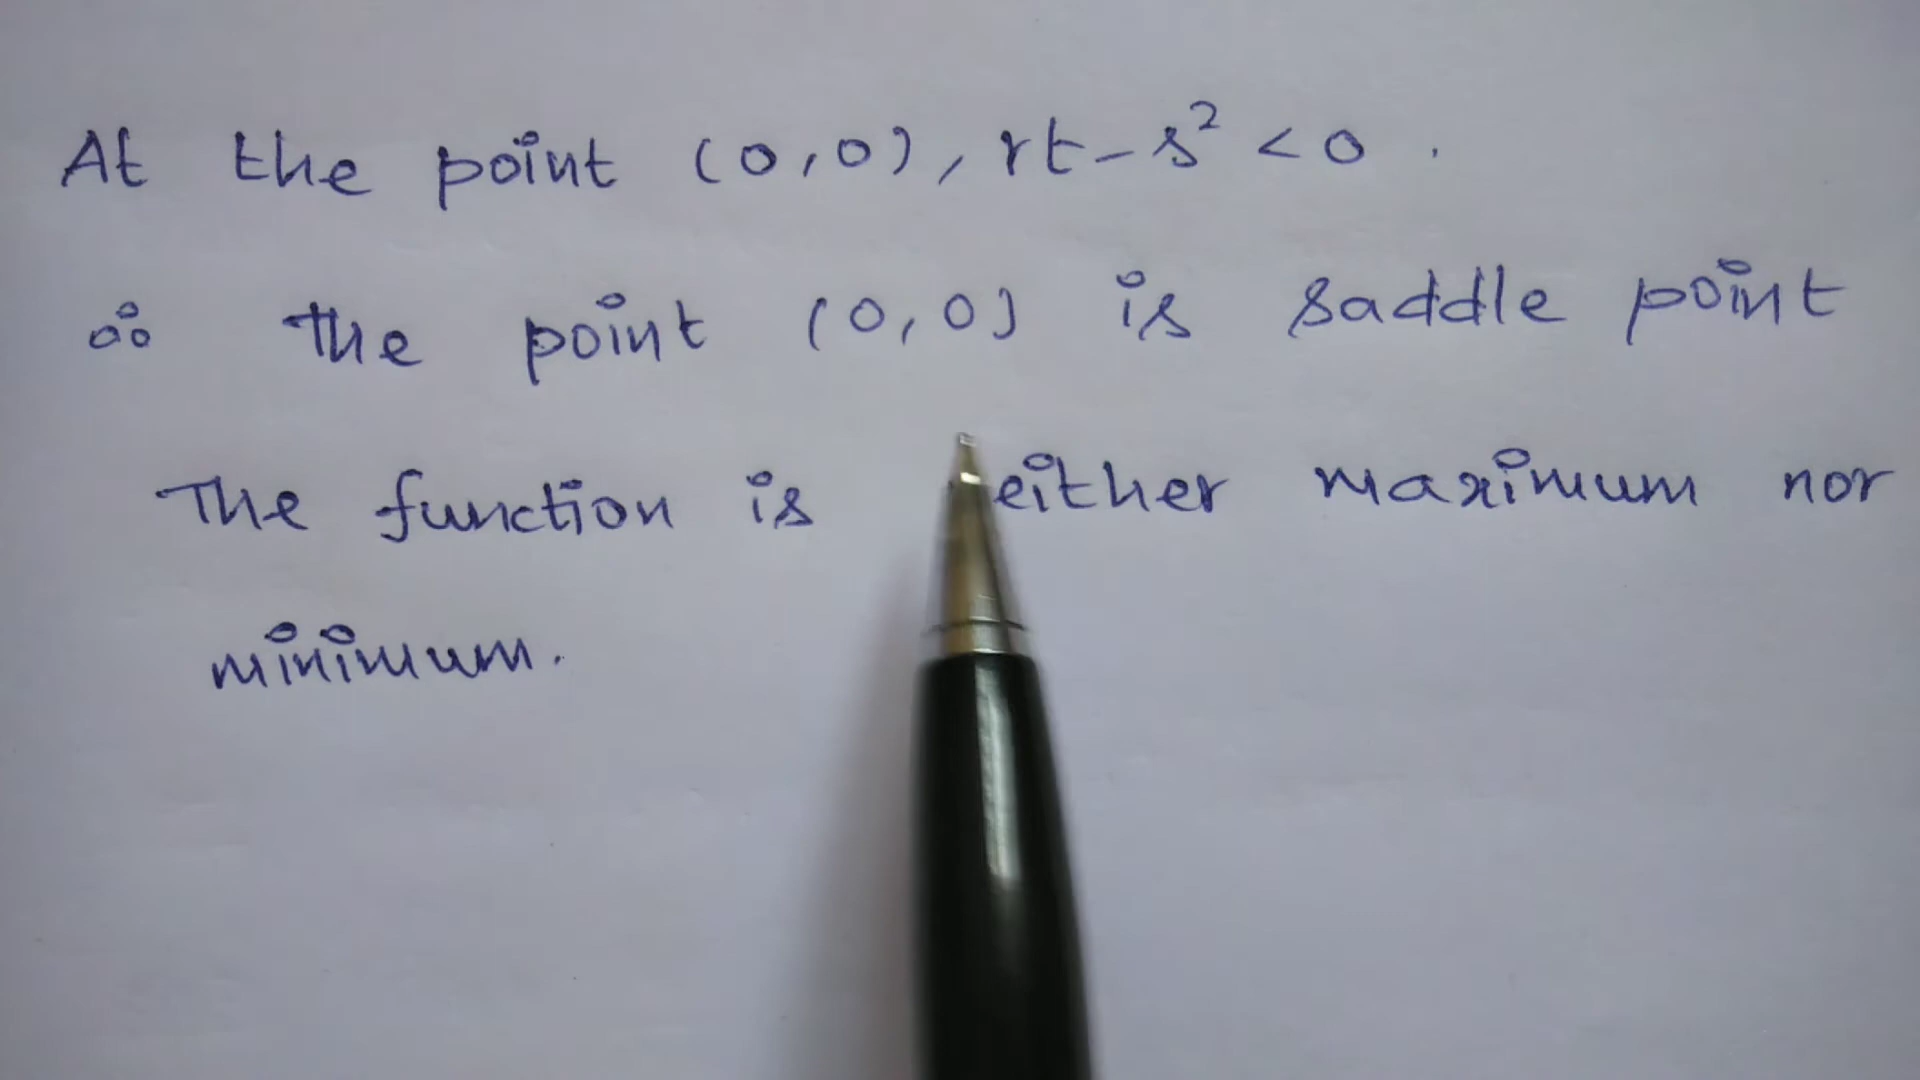 At the point (0,0), rt-s² < 0 .
∴ the point (0,0) is saddle point
The function is either maximum nor
minimum.